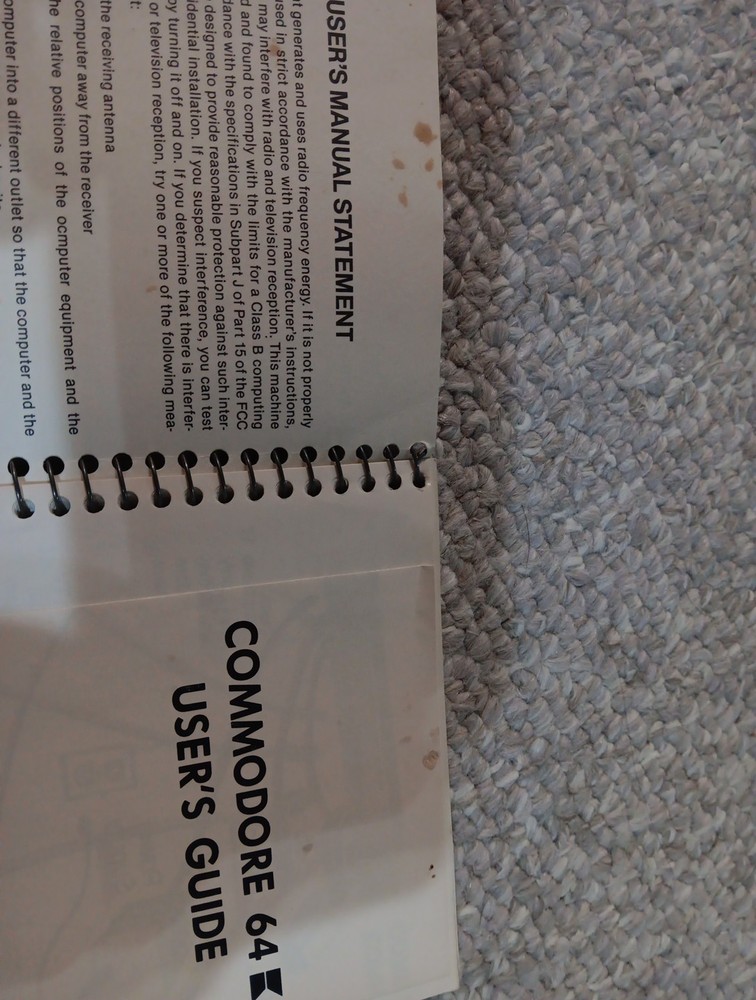 USER'S MANUAL STATEMENT
generates and uses radio frequency energy. If it is not properly
used in strict accordance with the manufacturer's instructions,
may interfere with radio and television reception. This machine
and found to comply with the limits for a Class B computing
dance with the specifications in Subpart J of Part 15 of the FCC
designed to provide reasonable protection against such inter-
idential installation. If you suspect interference, you can test
by turning it off and on. If you determine that there is interfer-
or television reception, try one or more of the following mea-
t:
the receiving antenna
computer away from the receiver
he relative positions of the ocmputer equipment and the
omputer into a different outlet so that the computer and the
COMMODORE 64
USER'S GUIDE